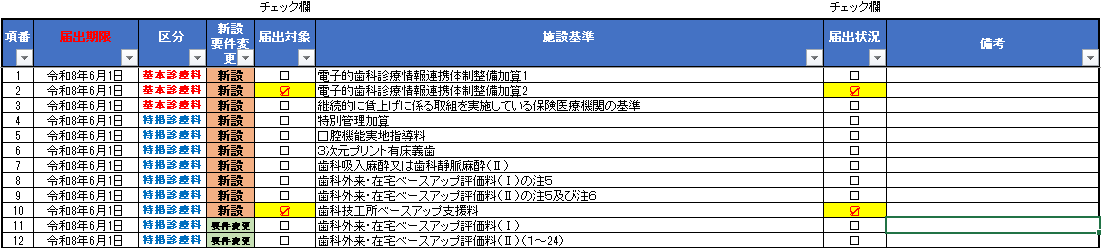 チェック欄 チェック欄
項番 届出期限 区分 新設要件変更 届出対象 施設基準 届出状況 備考
1 令和8年6月1日 基本診療料 新設 □ 電子的歯科診療情報連携体制整備加算1 □
2 令和8年6月1日 基本診療料 新設 ☑ 電子的歯科診療情報連携体制整備加算2 ☑
3 令和8年6月1日 基本診療料 新設 □ 継続的に賃上げに係る取組を実施している保険医療機関の基準 □
4 令和8年6月1日 特掲診療料 新設 □ 特別管理加算 □
5 令和8年6月1日 特掲診療料 新設 □ 口腔機能実地指導料 □
6 令和8年6月1日 特掲診療料 新設 □ 3次元プリント有床義歯 □
7 令和8年6月1日 特掲診療料 新設 □ 歯科吸入麻酔又は歯科静脈麻酔(Ⅱ) □
8 令和8年6月1日 特掲診療料 新設 □ 歯科外来・在宅ベースアップ評価料(Ⅰ)の注5 □
9 令和8年6月1日 特掲診療料 新設 □ 歯科外来・在宅ベースアップ評価料(Ⅱ)の注5及び注6 □
10 令和8年6月1日 特掲診療料 新設 ☑ 歯科技工所ベースアップ支援料 ☑
11 令和8年6月1日 特掲診療料 要件変更 □ 歯科外来・在宅ベースアップ評価料(Ⅰ) □
12 令和8年6月1日 特掲診療料 要件変更 □ 歯科外来・在宅ベースアップ評価料(Ⅱ)(1～24) □